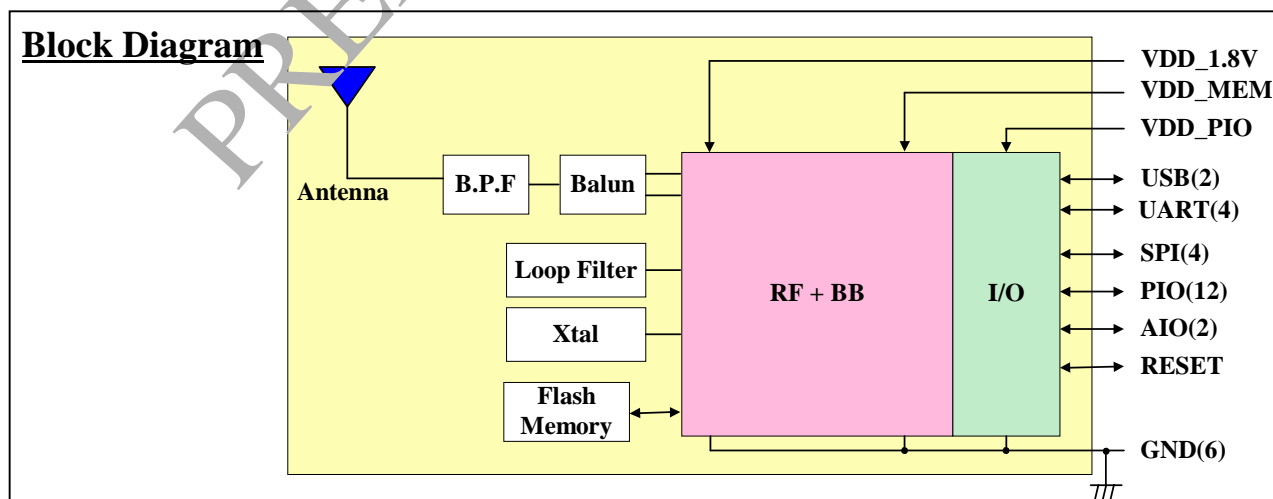 Block Diagram
PRE
VDD_1.8V
VDD_MEM
VDD_PIO
Antenna
B.P.F
Balun
USB(2)
UART(4)
Loop Filter
RF + BB
I/O
SPI(4)
PIO(12)
Xtal
AIO(2)
RESET
Flash
Memory
GND(6)